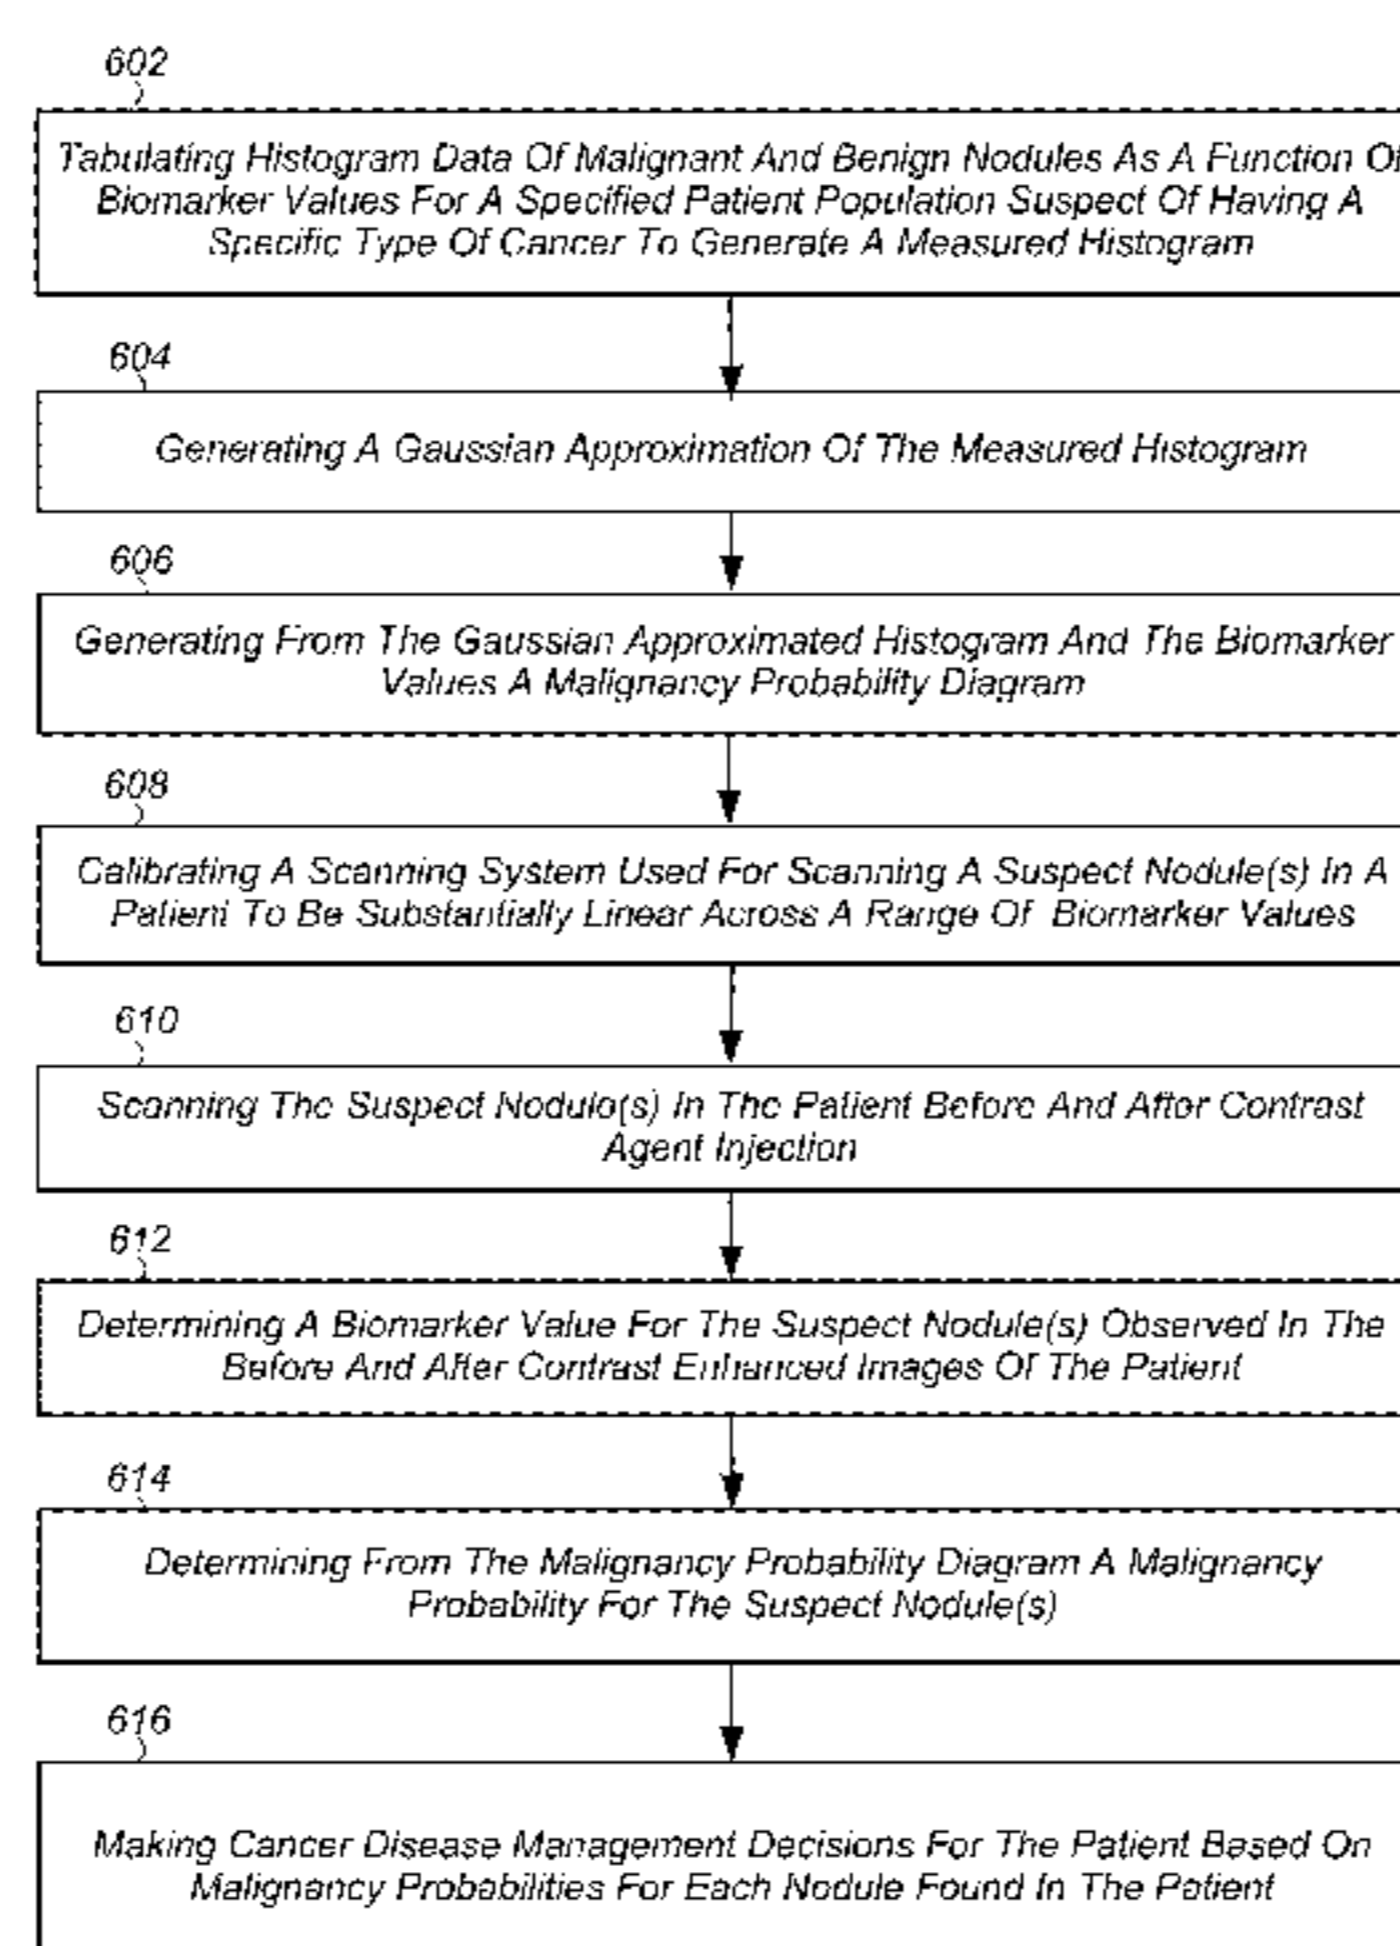 602
Tabulating Histogram Data Of Malignant And Benign Nodules As A Function Of
Biomarker Values For A Specified Patient Population Suspect Of Having A
Specific Type Of Cancer To Generate A Measured Histogram
604
Generating A Gaussian Approximation Of The Measured Histogram
606
Generating From The Gaussian Approximated Histogram And The Biomarker
Values A Malignancy Probability Diagram
608
Calibrating A Scanning System Used For Scanning A Suspect Nodule(s) In A
Patient To Be Substantially Linear Across A Range Of Biomarker Values
610
Scanning The Suspect Nodule(s) In The Patient Before And After Contrast
Agent Injection
612
Determining A Biomarker Value For The Suspect Nodule(s) Observed In The
Before And After Contrast Enhanced Images Of The Patient
614
Determining From The Malignancy Probability Diagram A Malignancy
Probability For The Suspect Nodule(s)
616
Making Cancer Disease Management Decisions For The Patient Based On
Malignancy Probabilities For Each Nodule Found In The Patient